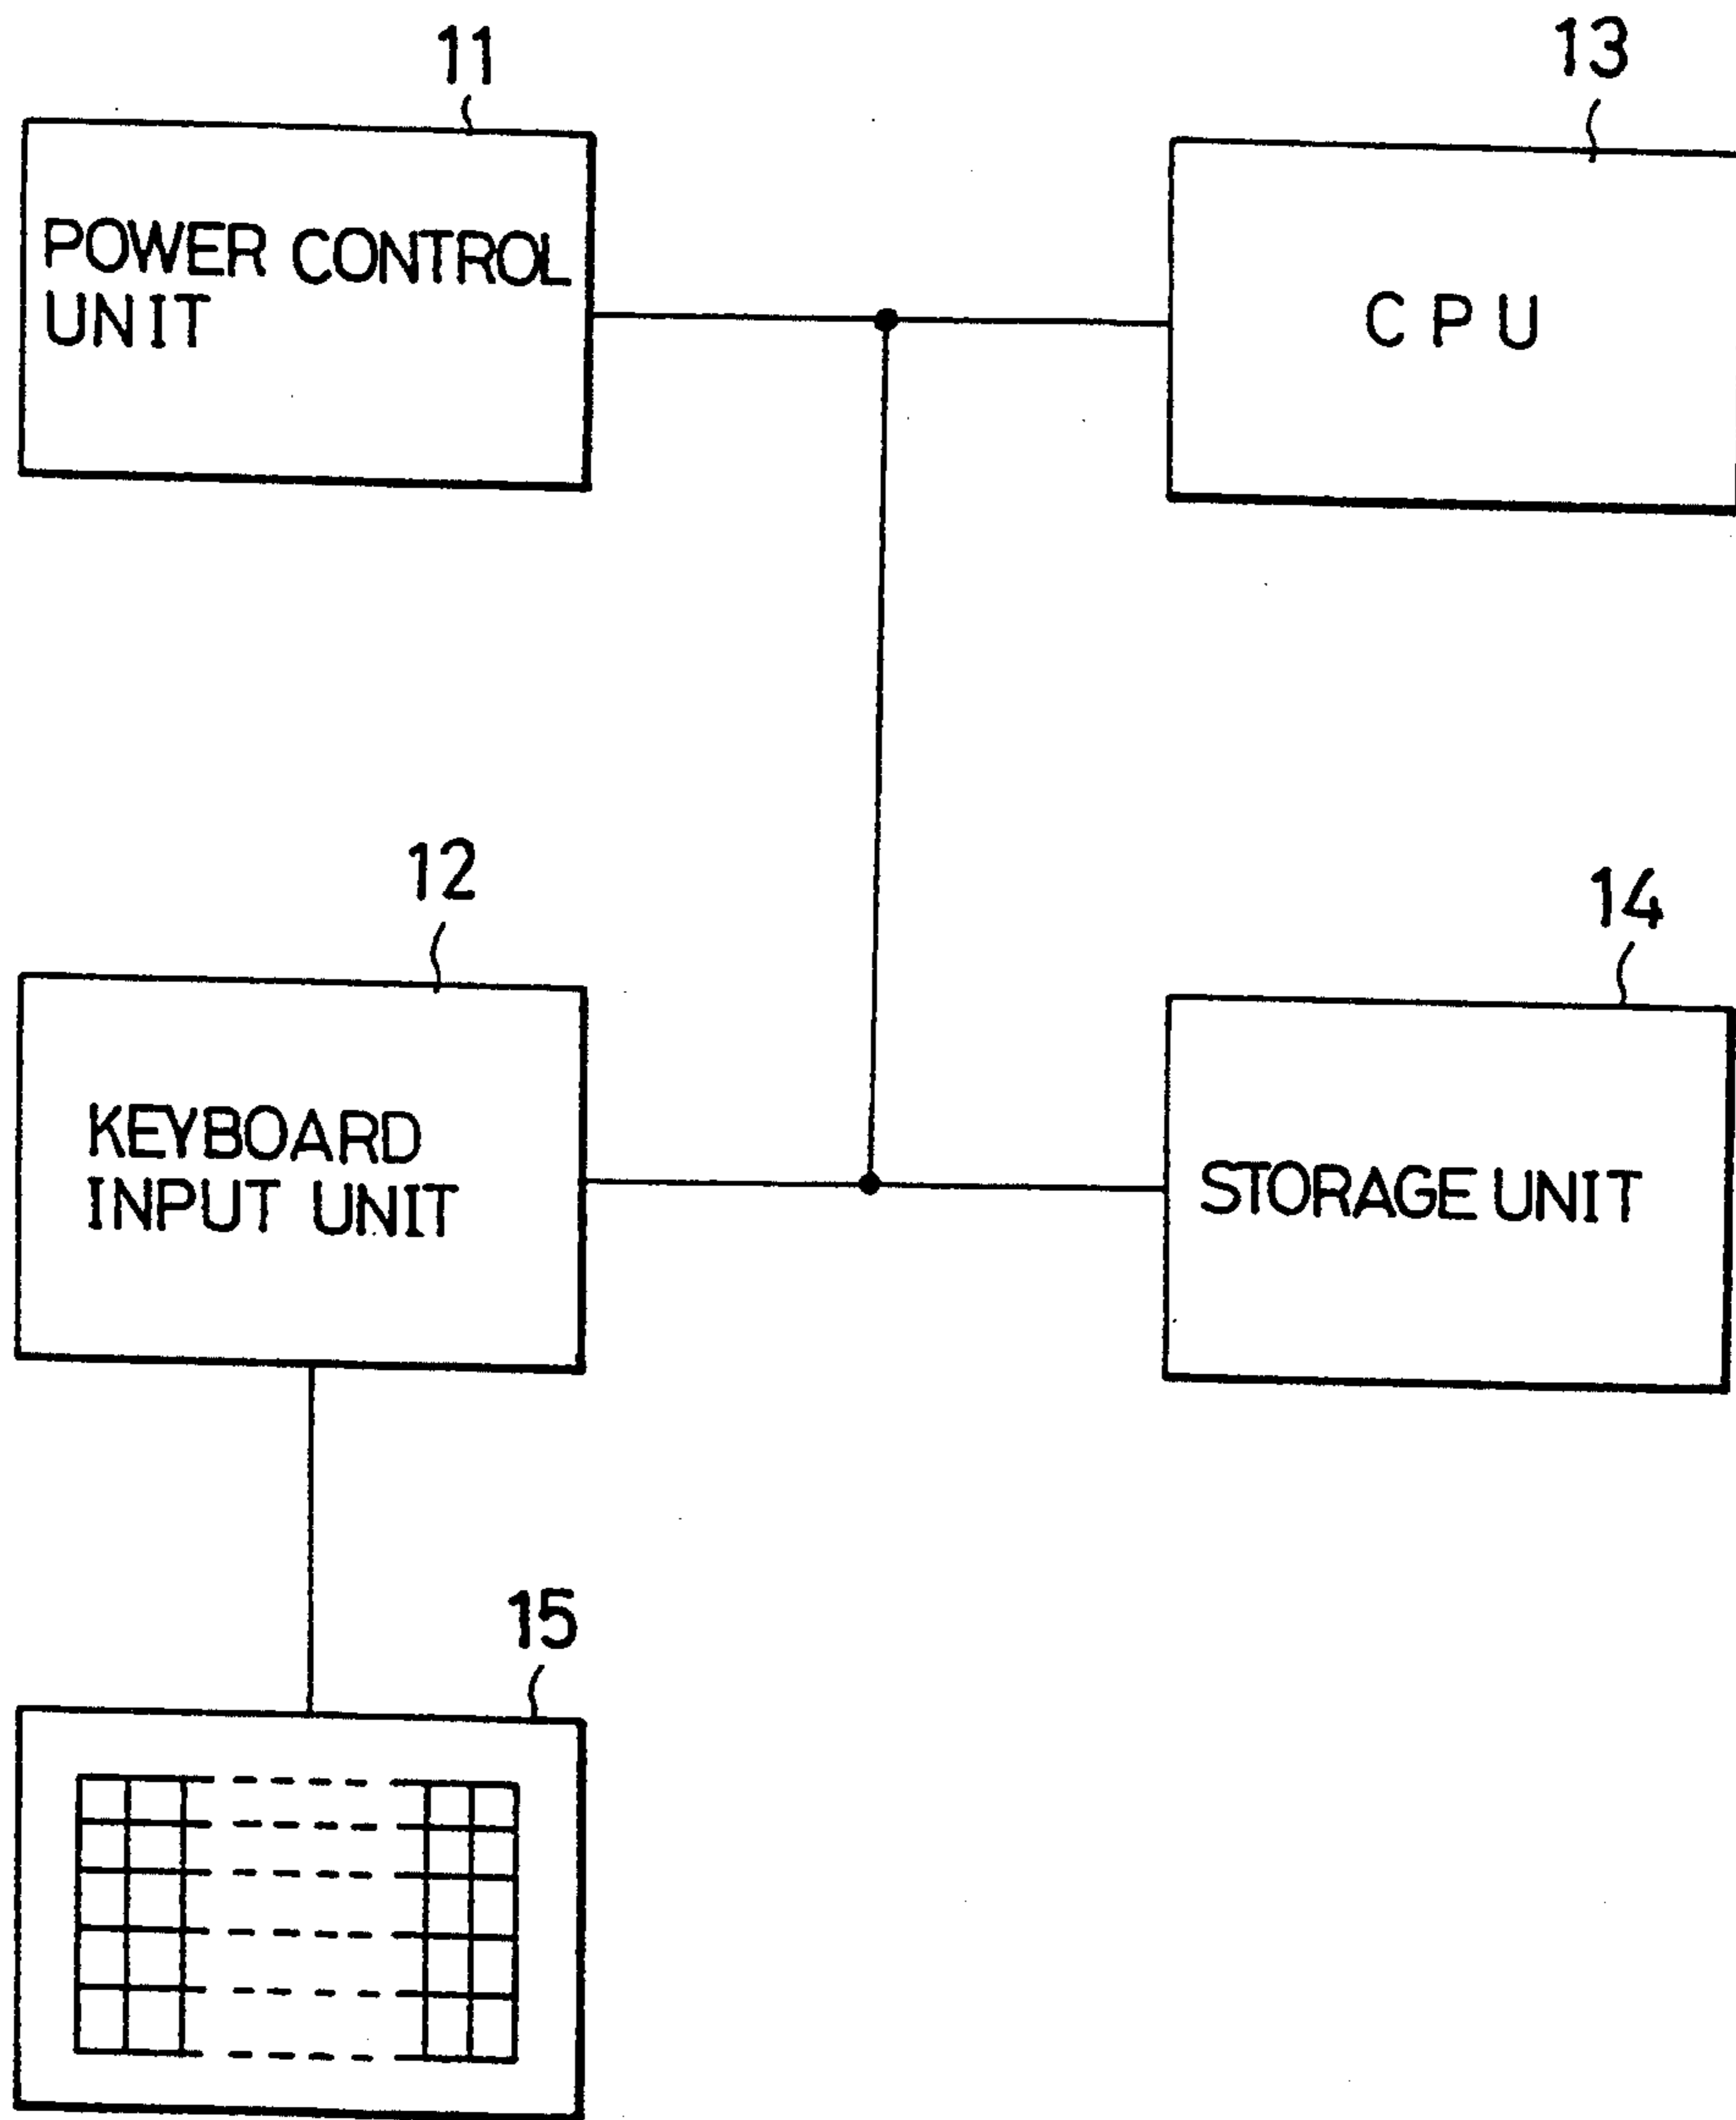 11
POWER CONTROL
UNIT
13
CPU
12
KEYBOARD
INPUT UNIT
14
STORAGE UNIT
15